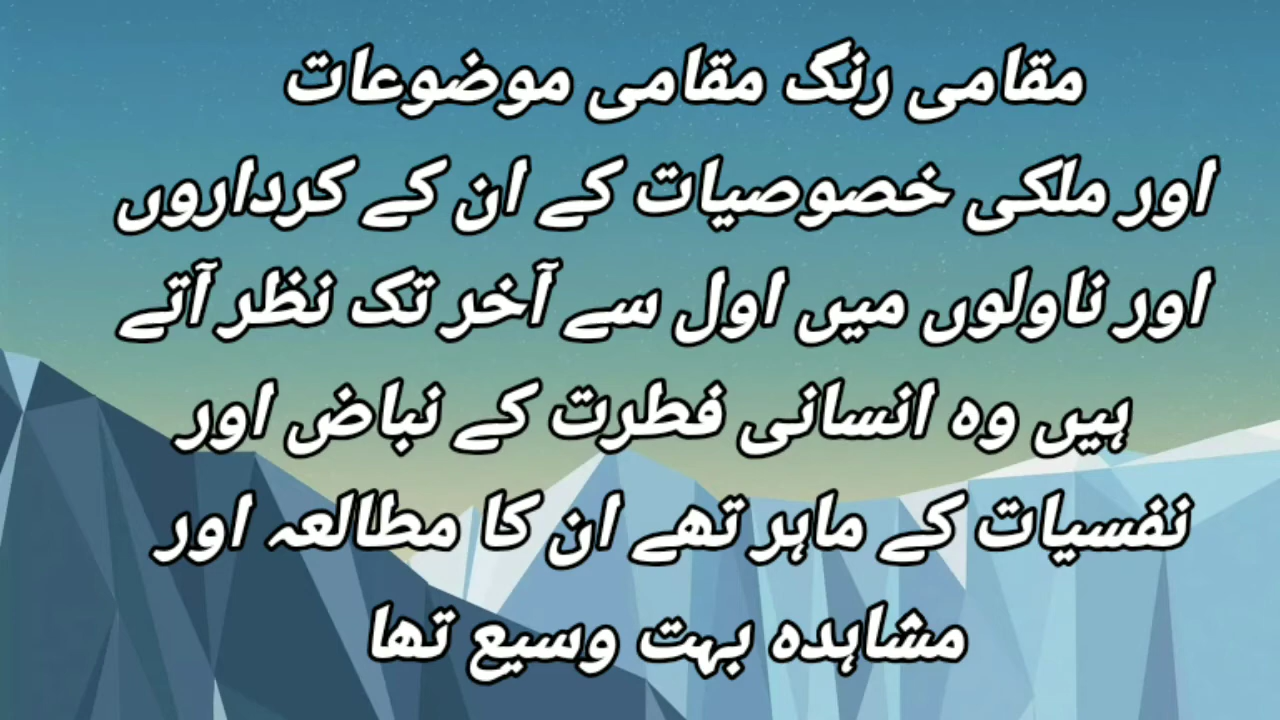 مقامی رنگ مقامی موضوعات
اور ملکی خصوصیات کے ان کے کرداروں
اور ناولوں میں اول سے آخر تک نظر آتے
ہیں وہ انسانی فطرت کے نباض اور
نفسیات کے ماہر تھے ان کا مطالعہ اور
مشاہدہ بہت وسیع تھا